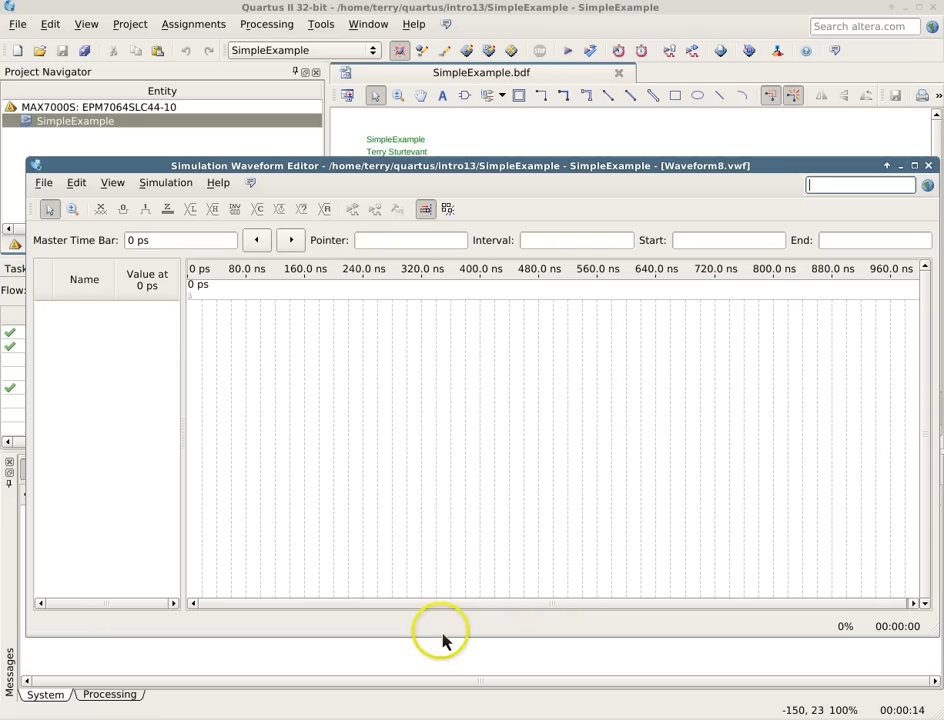 Quartus II 32-bit - /home/terry/quartus/intro13/SimpleExample - SimpleExample
File Edit View Project Assignments Processing Tools Window Help
Search altera.com
SimpleExample
Project Navigator
SimpleExample.bdf
Entity
MAX7000S: EPM7064SLC44-10
SimpleExample
SimpleExample
Terry Sturtevant
Simulation Waveform Editor - /home/terry/quartus/intro13/SimpleExample - SimpleExample - [Waveform8.vwf]
File Edit View Simulation Help
Master Time Bar: 0 ps Pointer: Interval: Start: End:
Task
Flow:
Name
Value at
0 ps
0 ps 80.0 ns 160.0 ns 240.0 ns 320.0 ns 400.0 ns 480.0 ns 560.0 ns 640.0 ns 720.0 ns 800.0 ns 880.0 ns 960.0 ns
0 ps
0% 00:00:00
Messages
System Processing
-150, 23 100% 00:00:14